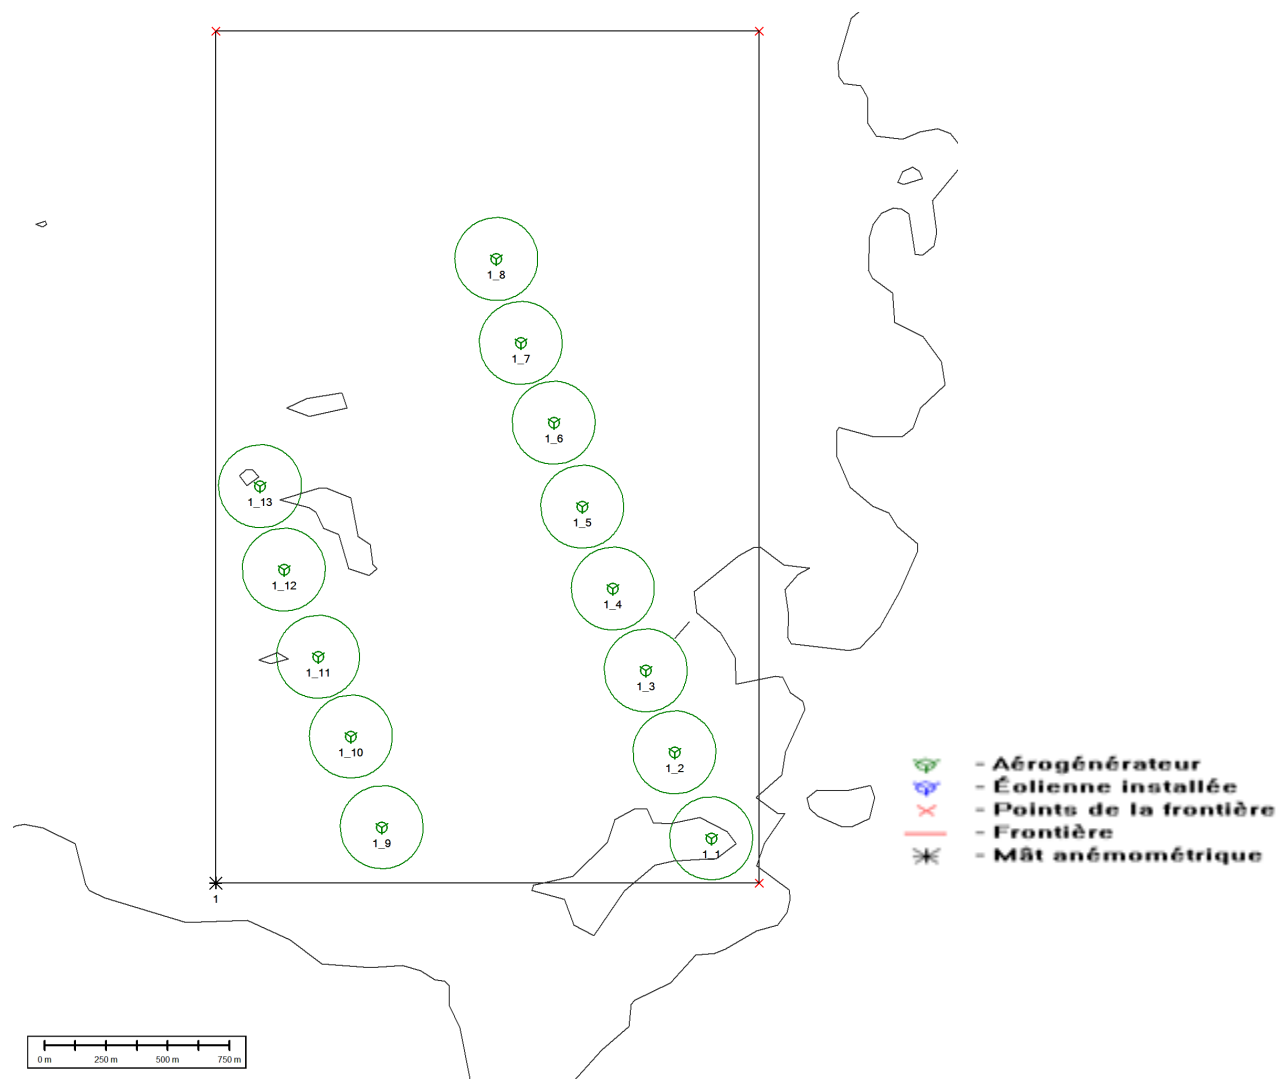 1_8
1_7
1_6
1_13
1_5
1_12
1_4
1_11
1_3
1_10
1_2
1_9
1_1
1
- Aérogénérateur
- Éolienne installée
- Points de la frontière
- Frontière
- Mât anémométrique
0 m 250 m 500 m 750 m